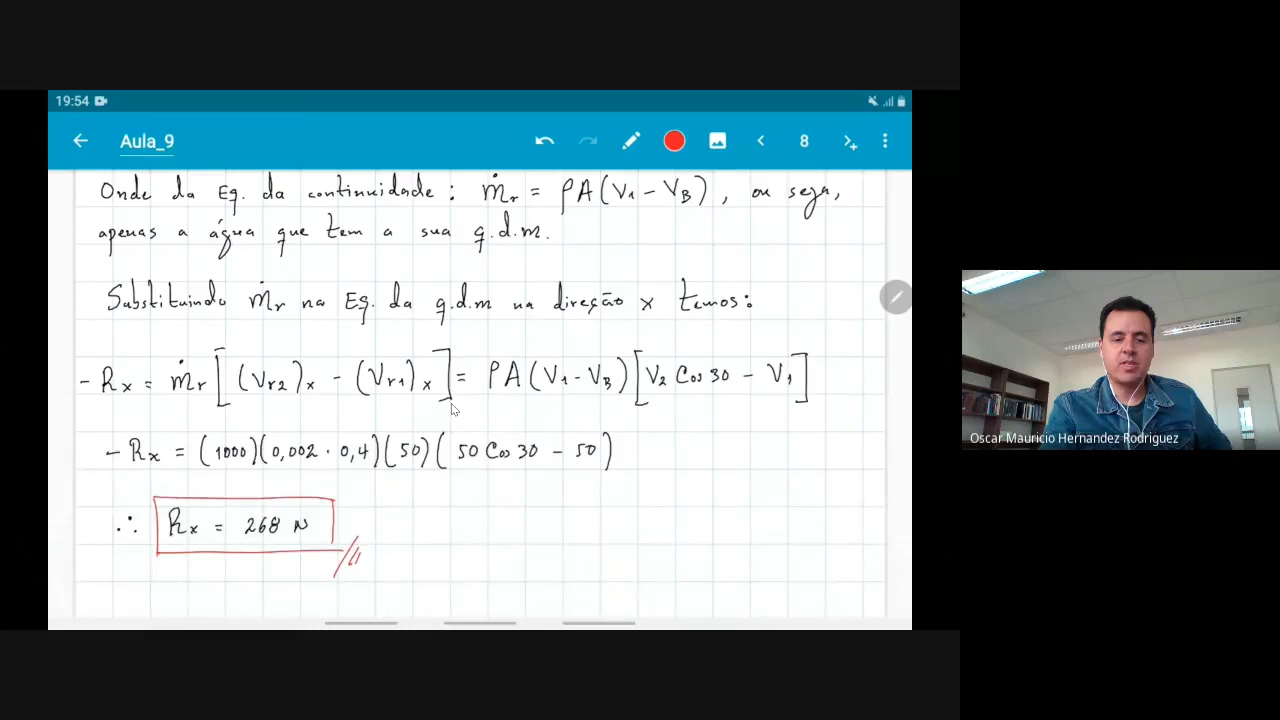 19:54
Aula_9
8
Onde da Eq. da continuidade : ṁr = ρA(V1 - VB) , ou seja,
apenas a água que tem a sua q.d.m.
Substituindo ṁr na Eq. da q.d.m na direção x temos:
- Rx = ṁr [ (Vr2)x - (Vr1)x ] = ρA(V1 - VB)[V2 Cos 30 - V1]
- Rx = (1000)(0,002 · 0,4)(50)( 50 Cos 30 - 50)
∴ Rx = 268 N
Oscar Mauricio Hernandez Rodriguez